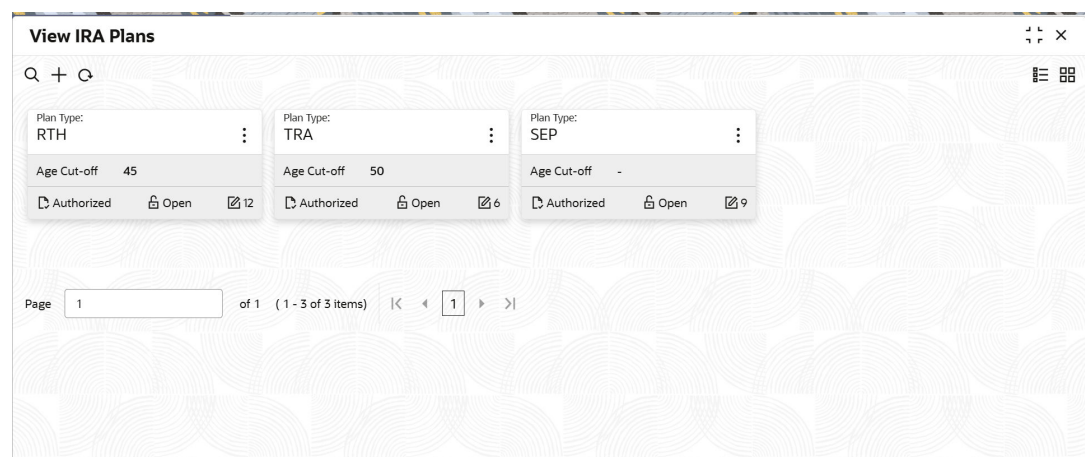 View IRA Plans
Plan Type:
RTH
Age Cut-off 45
Authorized Open 12
Plan Type:
TRA
Age Cut-off 50
Authorized Open 6
Plan Type:
SEP
Age Cut-off -
Authorized Open 9
Page 1 of 1 ( 1 - 3 of 3 items) 1